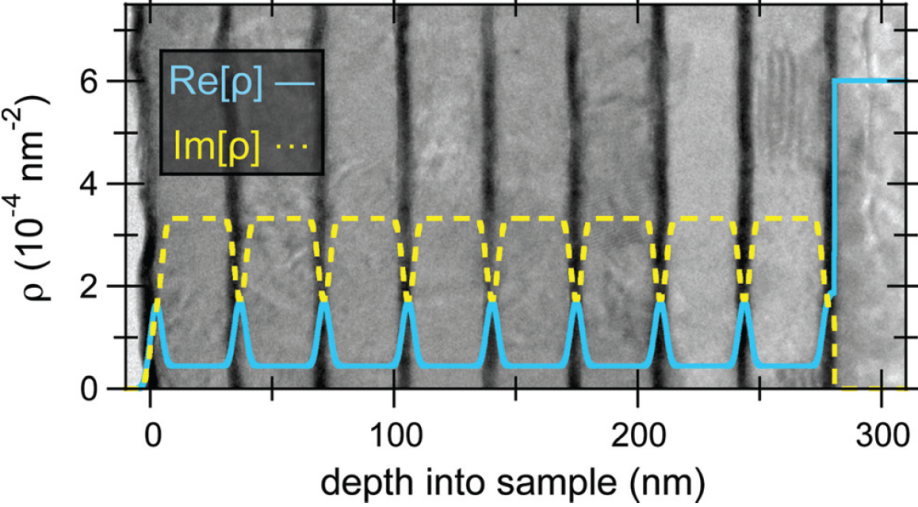 ρ (10⁻⁴ nm⁻²)
6
4
2
0
Re[ρ]
Im[ρ]
0 100 200 300
depth into sample (nm)